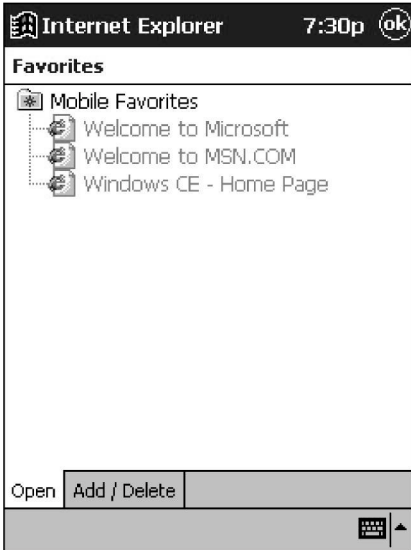 Internet Explorer 7:30p ok
Favorites
Mobile Favorites
Welcome to Microsoft
Welcome to MSN.COM
Windows CE - Home Page
Open Add / Delete